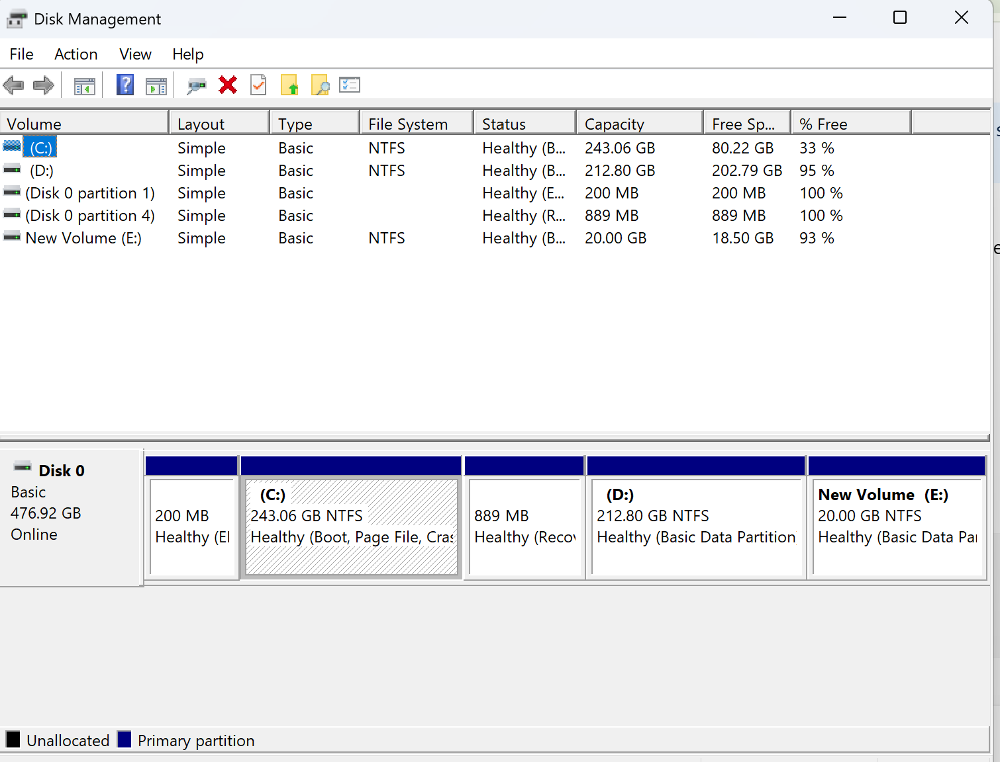 Disk Management
File Action View Help
Volume Layout Type File System Status Capacity Free Sp... % Free
(C:) Simple Basic NTFS Healthy (B... 243.06 GB 80.22 GB 33 %
(D:) Simple Basic NTFS Healthy (B... 212.80 GB 202.79 GB 95 %
(Disk 0 partition 1) Simple Basic Healthy (E... 200 MB 200 MB 100 %
(Disk 0 partition 4) Simple Basic Healthy (R... 889 MB 889 MB 100 %
New Volume (E:) Simple Basic NTFS Healthy (B... 20.00 GB 18.50 GB 93 %
Disk 0
Basic
476.92 GB
Online
200 MB
Healthy (EI
(C:)
243.06 GB NTFS
Healthy (Boot, Page File, Cras
889 MB
Healthy (Recov
(D:)
212.80 GB NTFS
Healthy (Basic Data Partition
New Volume (E:)
20.00 GB NTFS
Healthy (Basic Data Par
Unallocated Primary partition